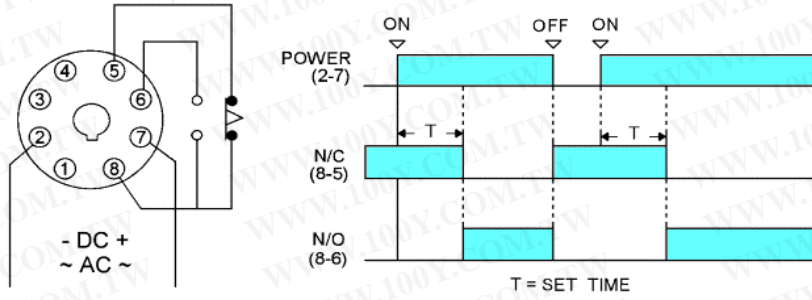 ON OFF ON
POWER
(2-7)
T T
N/C
(8-5)
N/O
(8-6)
T = SET TIME
4 5
3 6
2 7
1 8
- DC +
~ AC ~
WWW.100Y.COM.TW